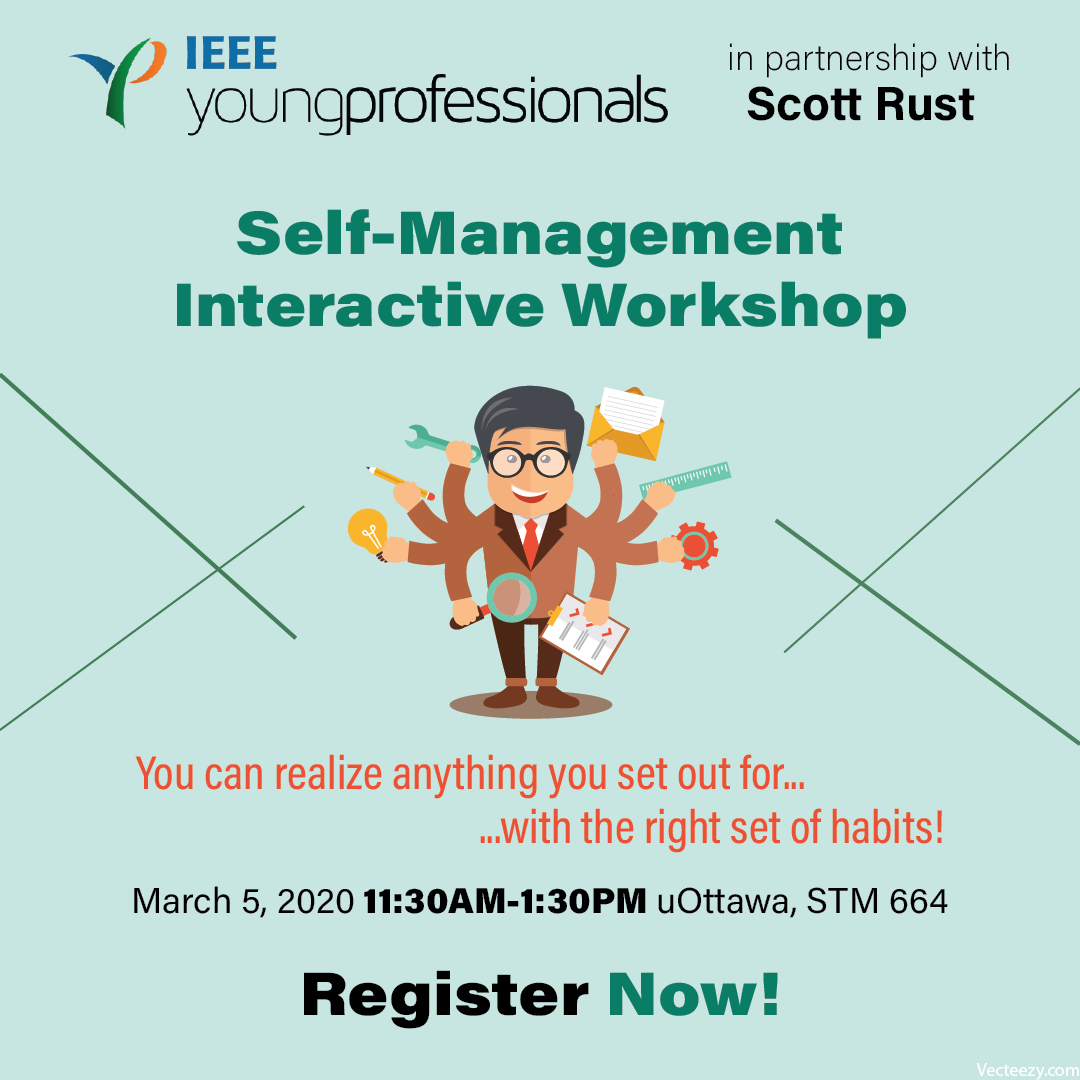 IEEE
youngprofessionals
in partnership with
Scott Rust
Self-Management
Interactive Workshop
You can realize anything you set out for...
...with the right set of habits!
March 5, 2020 11:30AM-1:30PM uOttawa, STM 664
Register Now!
Vecteezy.com